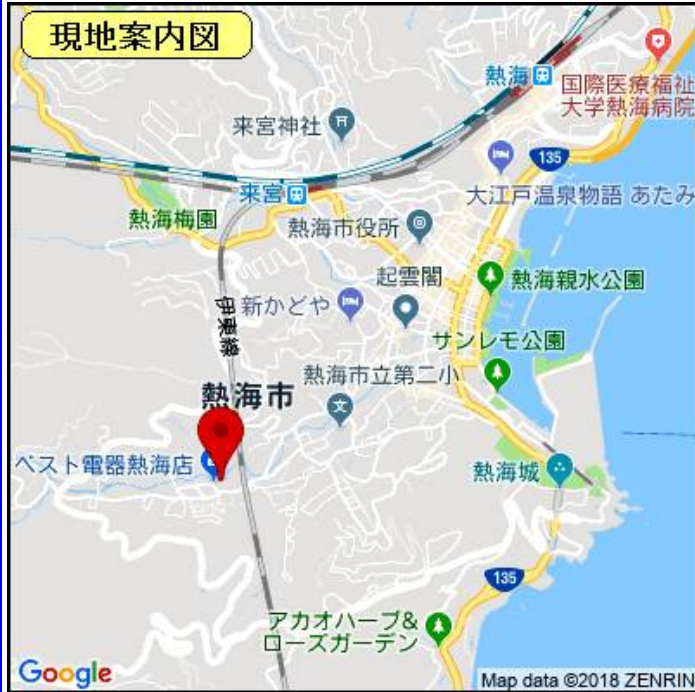 現地案内図
熱海
国際医療福祉
大学熱海病院
来宮神社
135
来宮
大江戸温泉物語 あたみ
熱海梅園
熱海市役所
起雲閣
熱海親水公園
新かどや
伊東線
サンレモ公園
熱海市立第二小
熱海市
ベスト電器熱海店
熱海城
135
アカオハーブ&
ローズガーデン
Google
Map data ©2018 ZENRIN